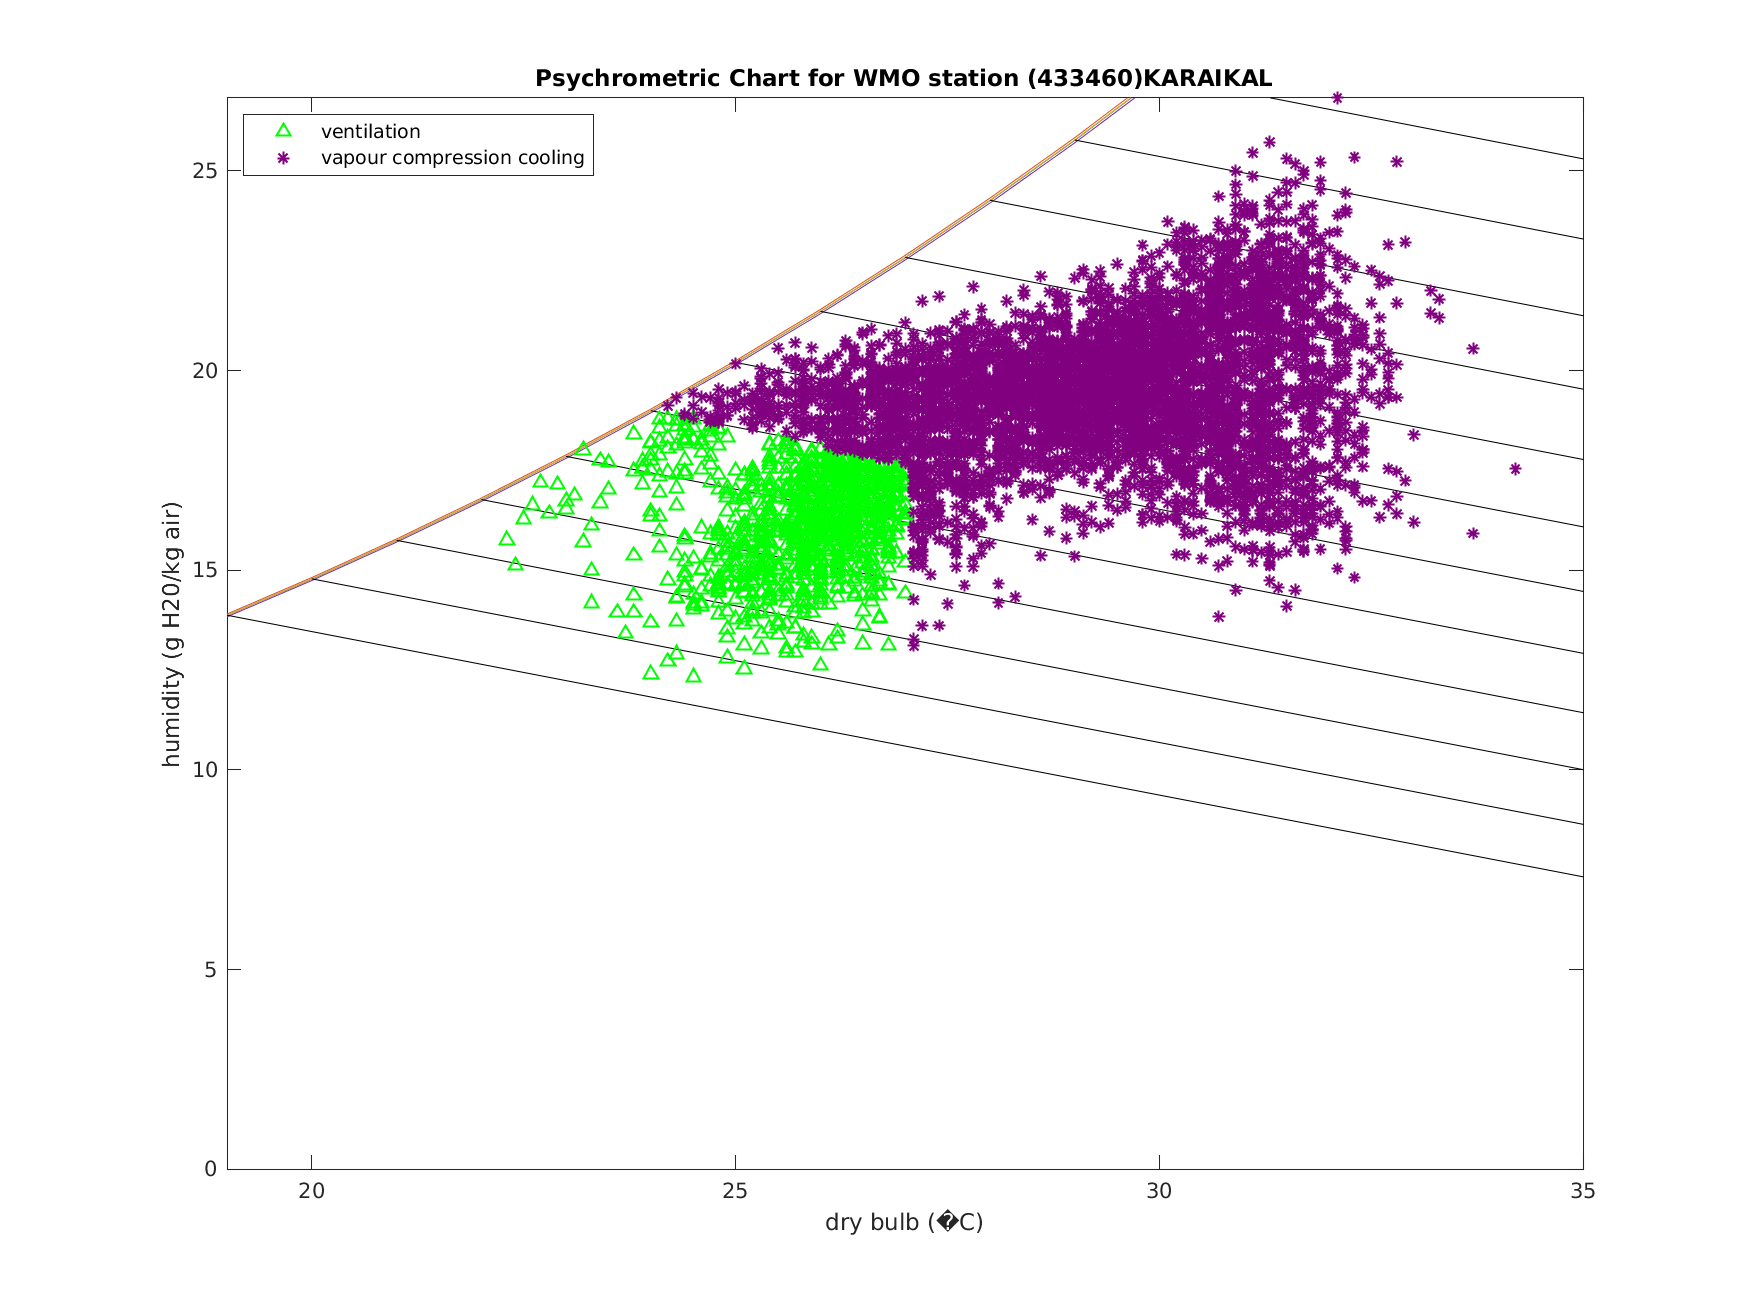 Psychrometric Chart for WMO station (433460)KARAIKAL
ventilation
vapour compression cooling
25
20
15
10
5
0
humidity (g H20/kg air)
20
25
30
35
dry bulb (�C)